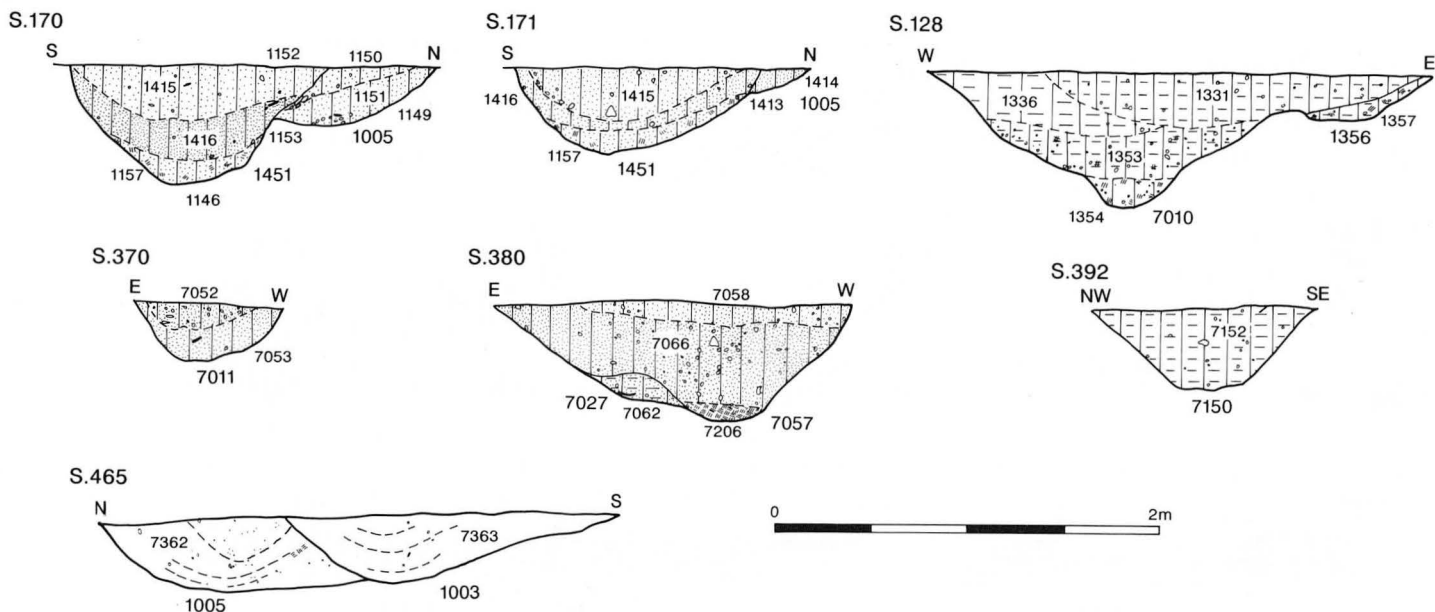 S.170
S N
1152 1150
1415
1151
1149
1416
1153 1005
1157 1451
1146
S.171
S N
1415
1414
1416 1413 1005
1157 1451
S.128
W E
1336 1331
1357
1356
1353
1354 7010
S.370
E W
7052
7053
7011
S.380
E W
7058
7066
7027 7062 7057
7206
S.392
NW SE
7152
7150
S.465
N S
7362 7363
1005 1003
0 2m